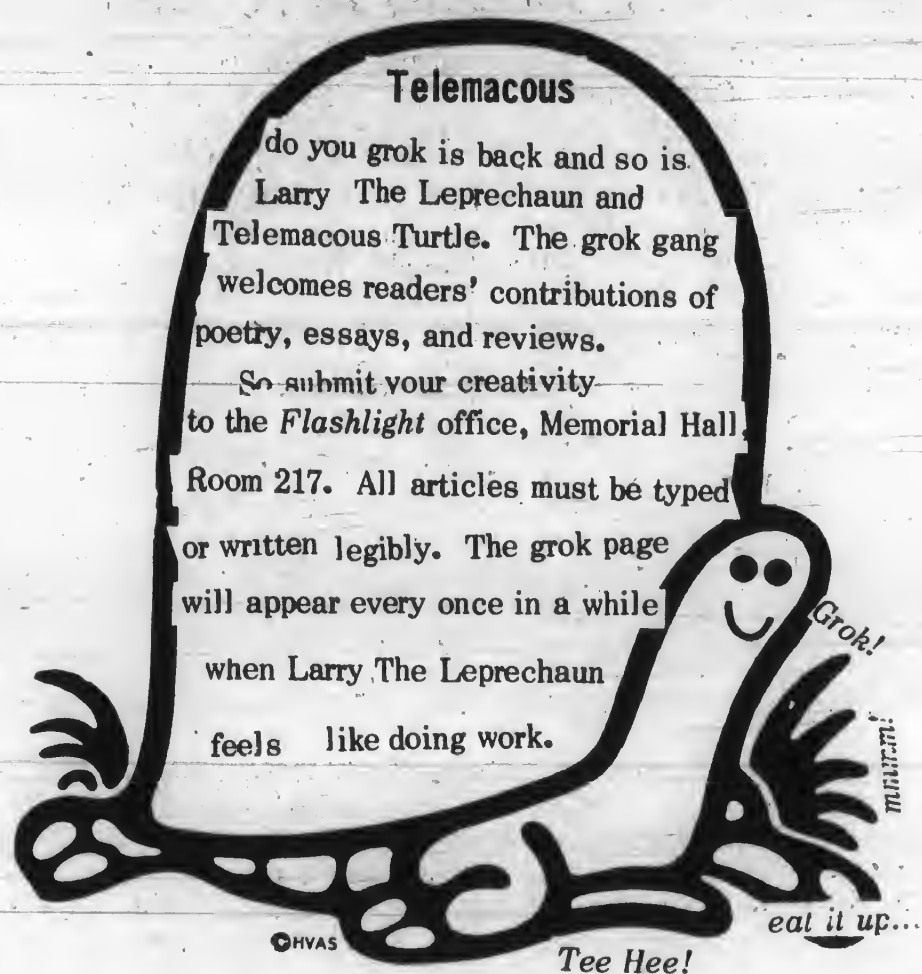 Telemacous
do you grok is back and so is.
Larry The Leprechaun and
Telemacous Turtle. The grok gang
welcomes readers' contributions of
poetry, essays, and reviews.
So submit your creativity
to the Flashlight office, Memorial Hall,
Room 217. All articles must be typed
or written legibly. The grok page
will appear every once in a while
when Larry The Leprechaun
feels like doing work.
Grok!
mmmm!
eat it up...
©HVAS
Tee Hee!